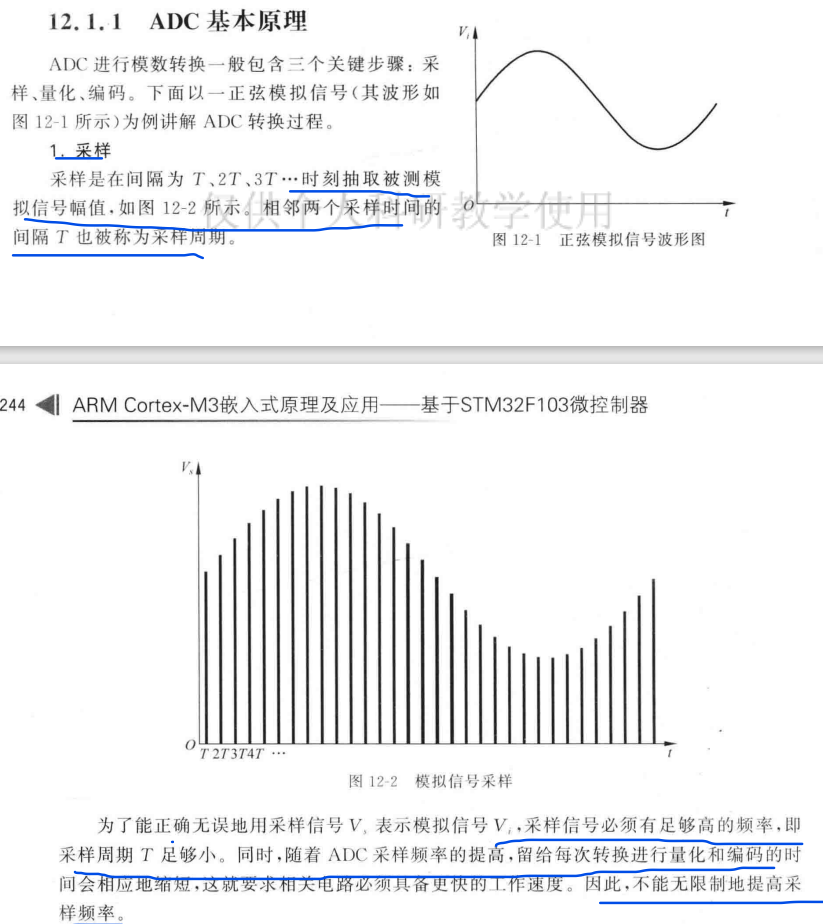 12.1.1 ADC 基本原理
ADC 进行模数转换一般包含三个关键步骤：采
样、量化、编码。下面以一正弦模拟信号(其波形如
图 12-1 所示)为例讲解 ADC 转换过程。
1. 采样
采样是在间隔为 T、2T、3T…时刻抽取被测模
拟信号幅值,如图 12-2 所示。相邻两个采样时间的
间隔 T 也被称为采样周期。
Vi
O
t
图 12-1 正弦模拟信号波形图
仅供个人科研教学使用
244 ARM Cortex-M3嵌入式原理及应用——基于STM32F103微控制器
Vs
O
T 2T3T4T …
t
图 12-2 模拟信号采样
为了能正确无误地用采样信号 Vs 表示模拟信号 Vi,采样信号必须有足够高的频率,即
采样周期 T 足够小。同时,随着 ADC 采样频率的提高,留给每次转换进行量化和编码的时
间会相应地缩短,这就要求相关电路必须具备更快的工作速度。因此,不能无限制地提高采
样频率。